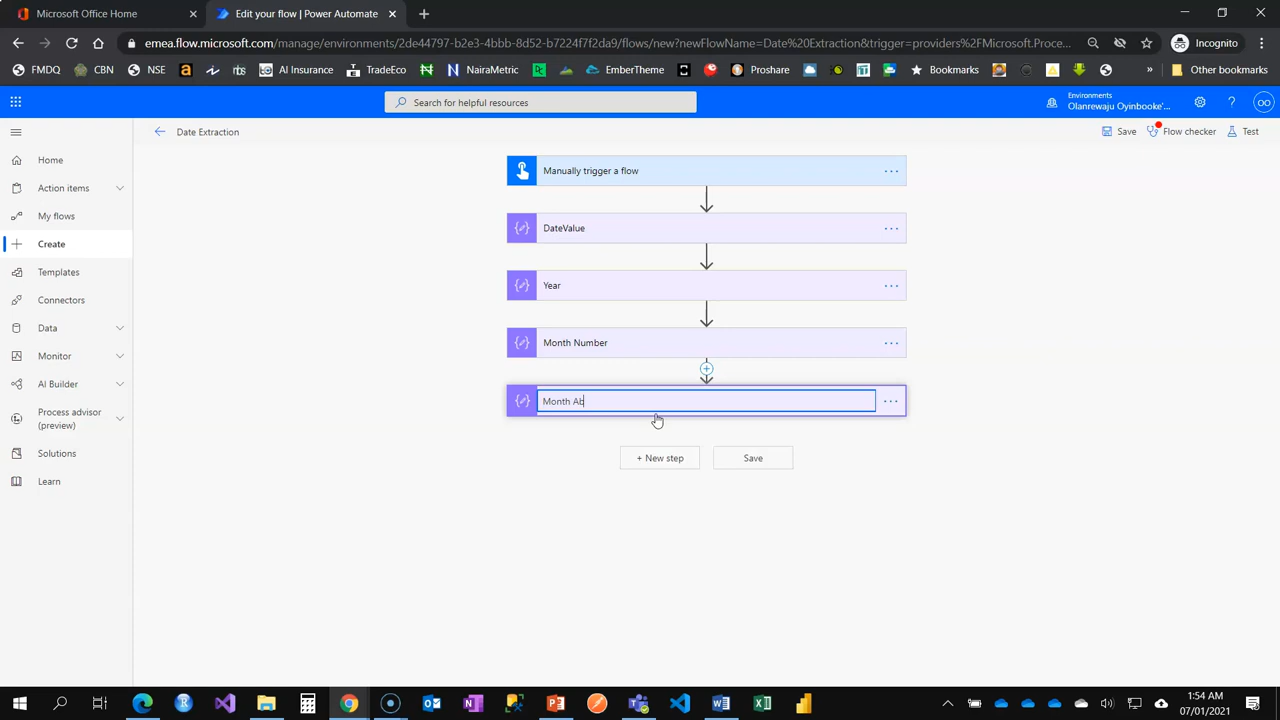 Microsoft Office Home
Edit your flow | Power Automate
emea.flow.microsoft.com/manage/environments/2de44797-b2e2-4bbb-8d52-b7224f7f2da9/flows/new?newFlowName=Date%20Extraction&trigger=providers%2FMicrosoft.Proce...
Incognito
FMDQ
CBN
NSE
AI Insurance
TradeEco
NairaMetric
EmberTheme
Proshare
Bookmarks
»
Other bookmarks
Search for helpful resources
Environments
Olanrewaju Oyinbooke'...
OO
Date Extraction
Save
Flow checker
Test
Home
Action items
My flows
Create
Templates
Connectors
Data
Monitor
AI Builder
Process advisor
(preview)
Solutions
Learn
Manually trigger a flow
DateValue
Year
Month Number
Month Ab
+ New step
Save
1:54 AM
07/01/2021